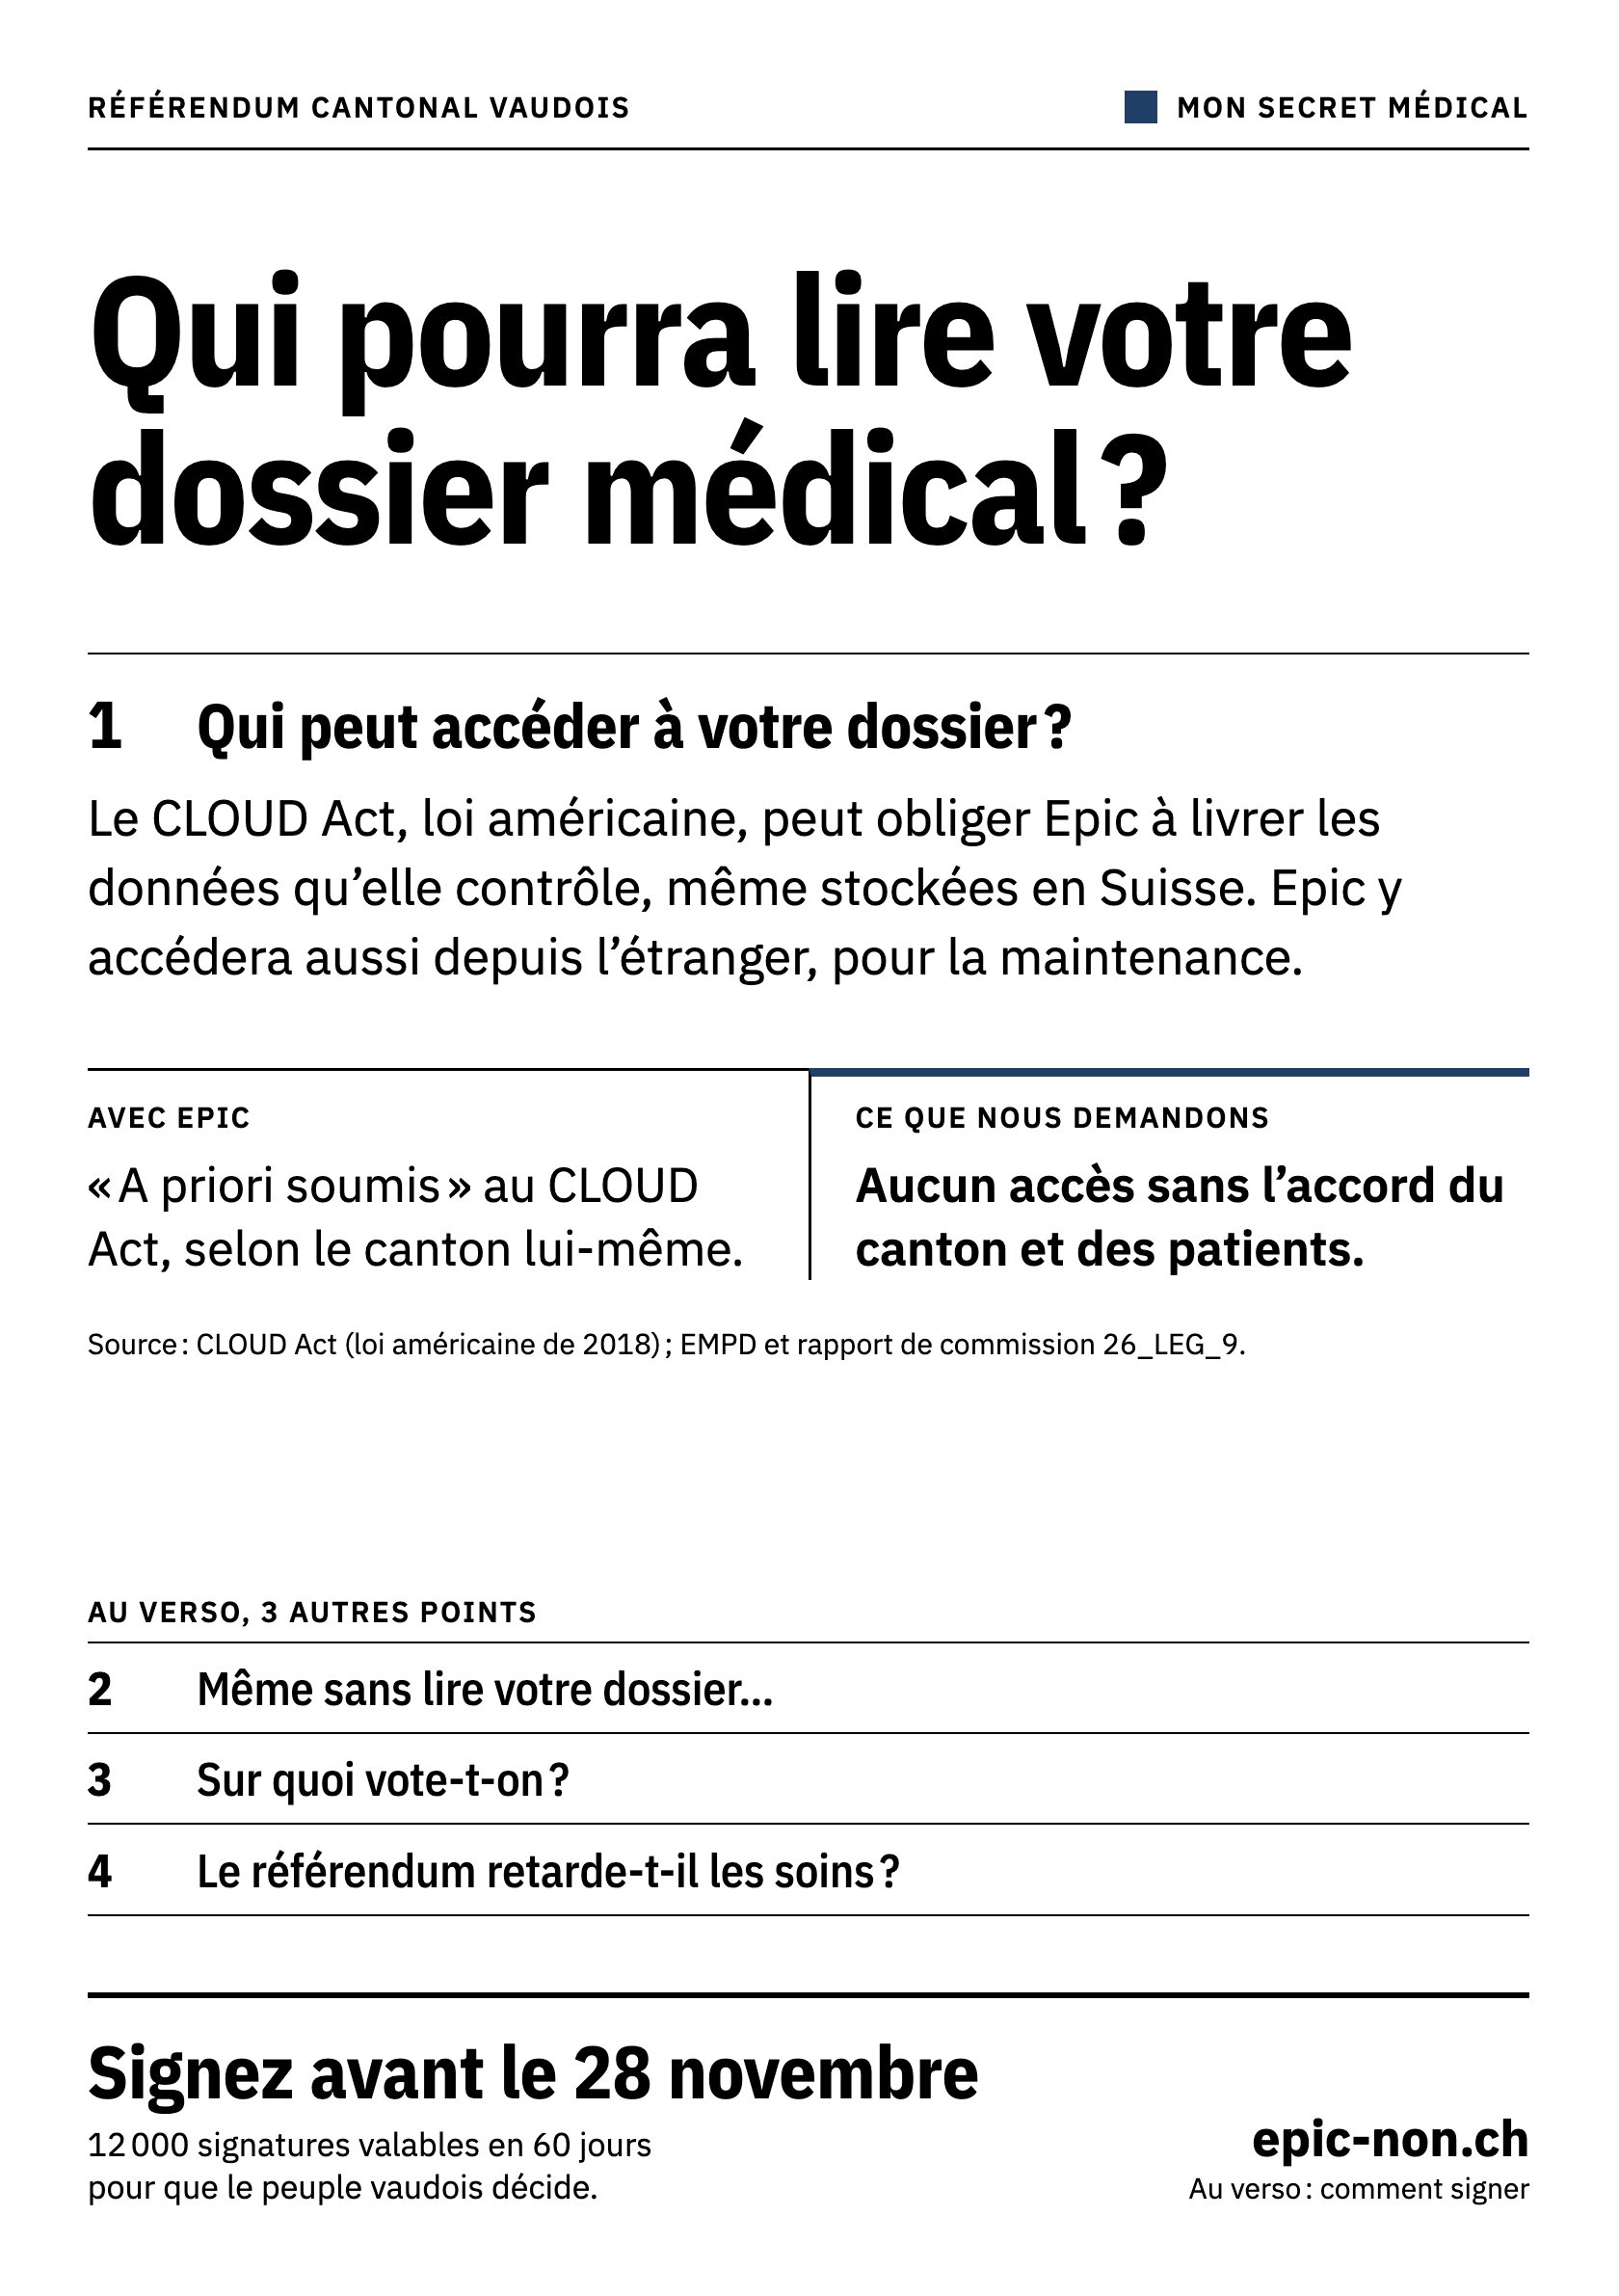 RÉFÉRENDUM CANTONAL VAUDOIS
MON SECRET MÉDICAL
Qui pourra lire votre
dossier médical ?
1 Qui peut accéder à votre dossier ?
Le CLOUD Act, loi américaine, peut obliger Epic à livrer les
données qu’elle contrôle, même stockées en Suisse. Epic y
accédera aussi depuis l’étranger, pour la maintenance.
AVEC EPIC
« A priori soumis » au CLOUD
Act, selon le canton lui-même.
CE QUE NOUS DEMANDONS
Aucun accès sans l’accord du
canton et des patients.
Source : CLOUD Act (loi américaine de 2018) ; EMPD et rapport de commission 26_LEG_9.
AU VERSO, 3 AUTRES POINTS
2 Même sans lire votre dossier…
3 Sur quoi vote-t-on ?
4 Le référendum retarde-t-il les soins ?
Signez avant le 28 novembre
12 000 signatures valables en 60 jours
pour que le peuple vaudois décide.
epic-non.ch
Au verso : comment signer